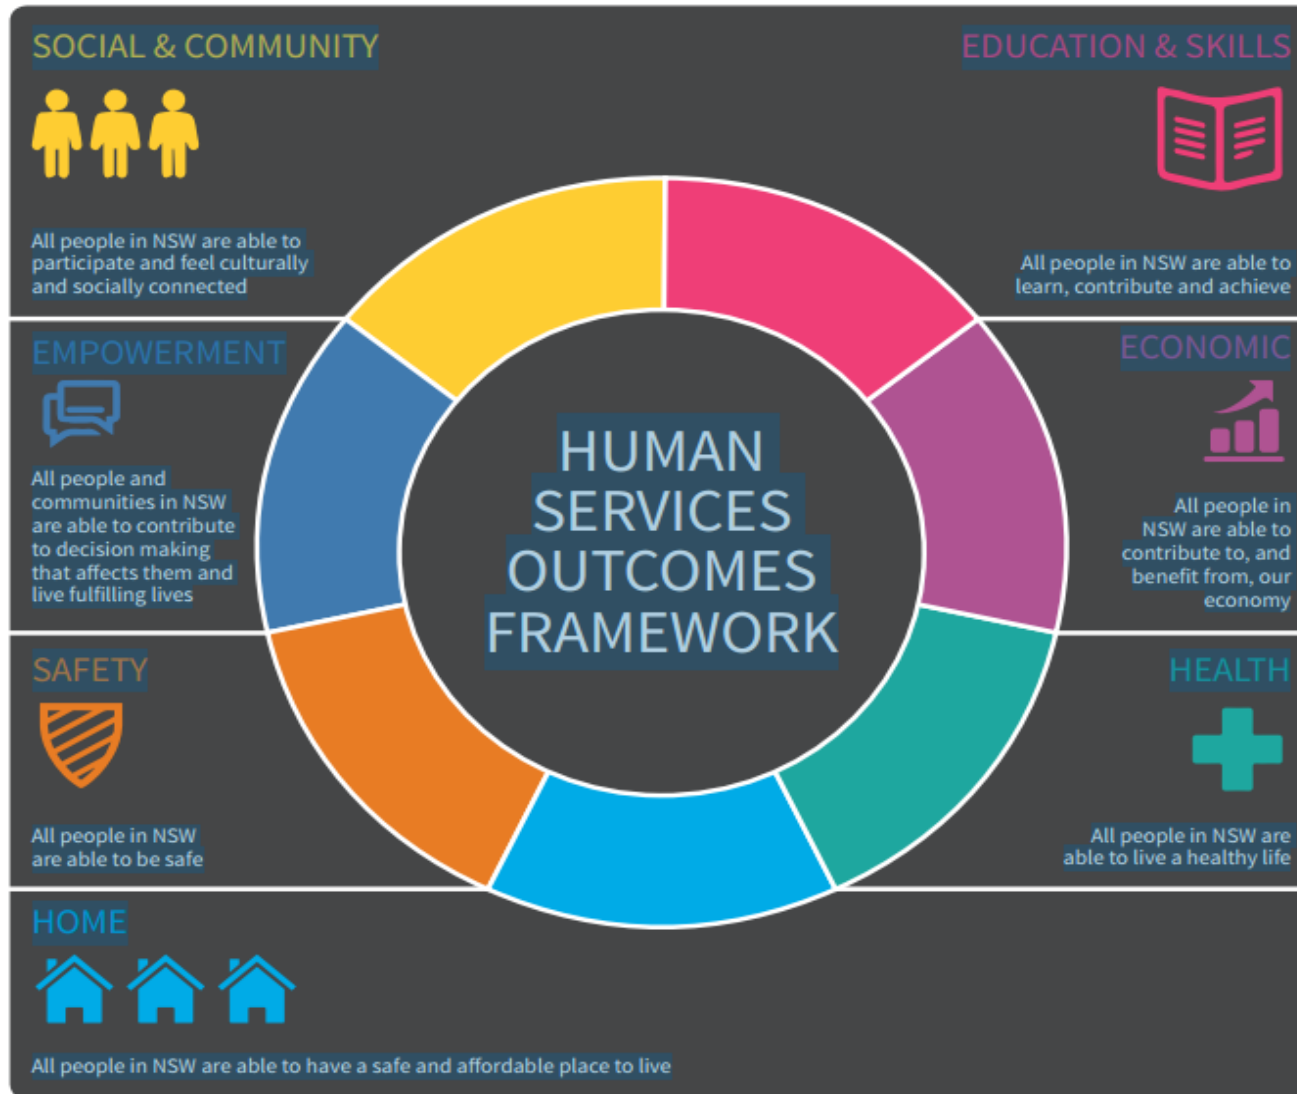 SOCIAL & COMMUNITY
All people in NSW are able to
participate and feel culturally
and socially connected
EDUCATION & SKILLS
All people in NSW are able to
learn, contribute and achieve
EMPOWERMENT
All people and
communities in NSW
are able to contribute
to decision making
that affects them and
live fulfilling lives
HUMAN
SERVICES
OUTCOMES
FRAMEWORK
ECONOMIC
All people in
NSW are able to
contribute to, and
benefit from, our
economy
SAFETY
All people in NSW
are able to be safe
HEALTH
All people in NSW are
able to live a healthy life
HOME
All people in NSW are able to have a safe and affordable place to live